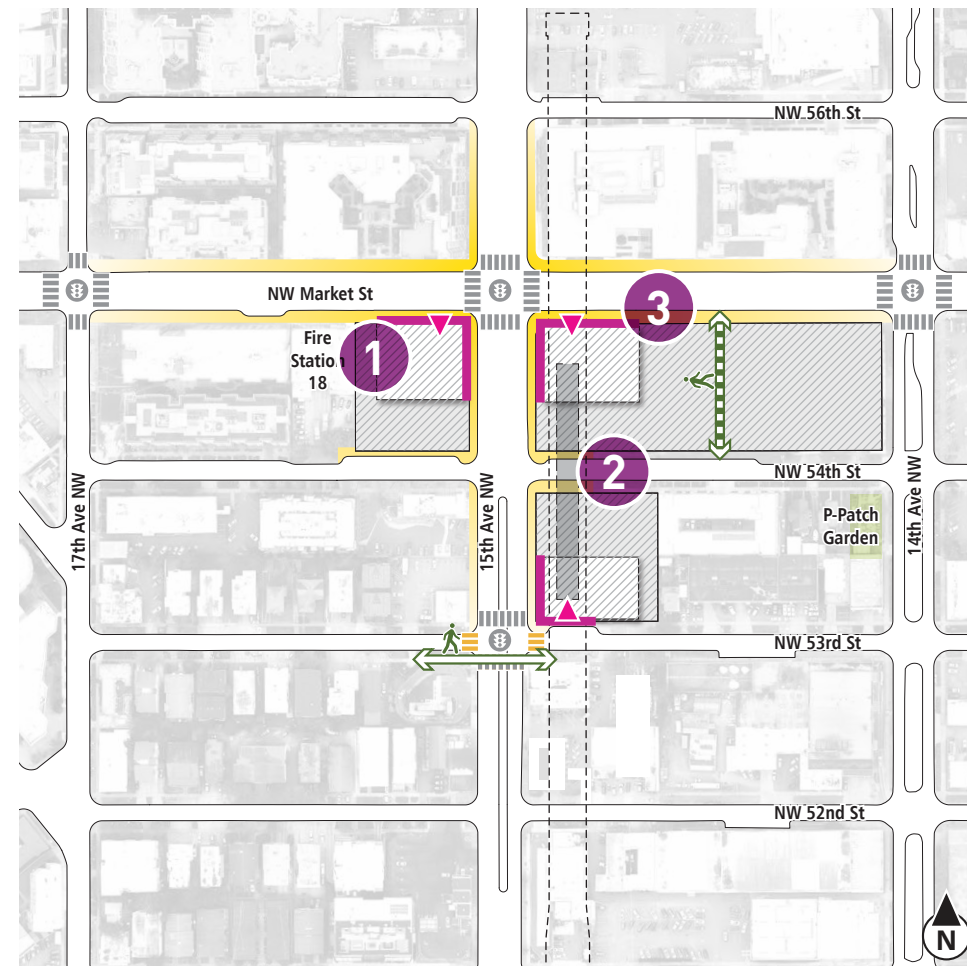 NW 56th St
NW Market St
3
Fire
Station
18
1
2
NW 54th St
17th Ave NW
15th Ave NW
P-Patch
Garden
14th Ave NW
NW 53rd St
NW 52nd St
N